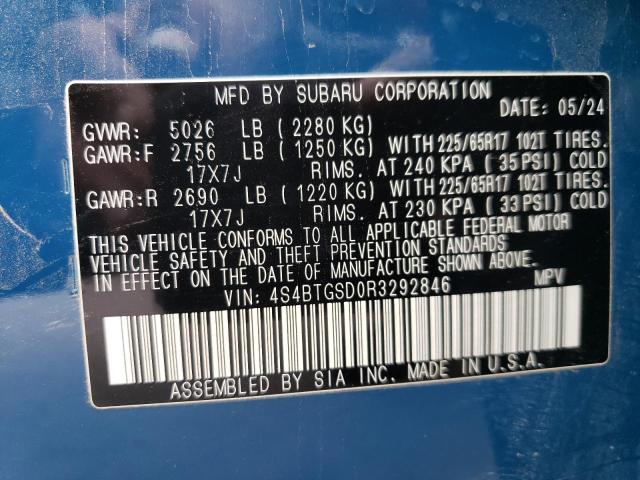 MFD BY SUBARU CORPORATION
DATE: 05/24
GVWR: 5026 LB (2280 KG)
GAWR:F 2756 LB (1250 KG) WITH 225/65R17 102T TIRES.
17X7J RIMS. AT 240 KPA (35 PSI) COLD
GAWR:R 2690 LB (1220 KG) WITH 225/65R17 102T TIRES.
17X7J RIMS. AT 230 KPA (33 PSI) COLD
THIS VEHICLE CONFORMS TO ALL APPLICABLE FEDERAL MOTOR
VEHICLE SAFETY AND THEFT PREVENTION STANDARDS
IN EFFECT ON THE DATE OF MANUFACTURE SHOWN ABOVE.
VIN: 4S4BTGSD0R3292846 MPV
ASSEMBLED BY SIA INC. MADE IN U.S.A.